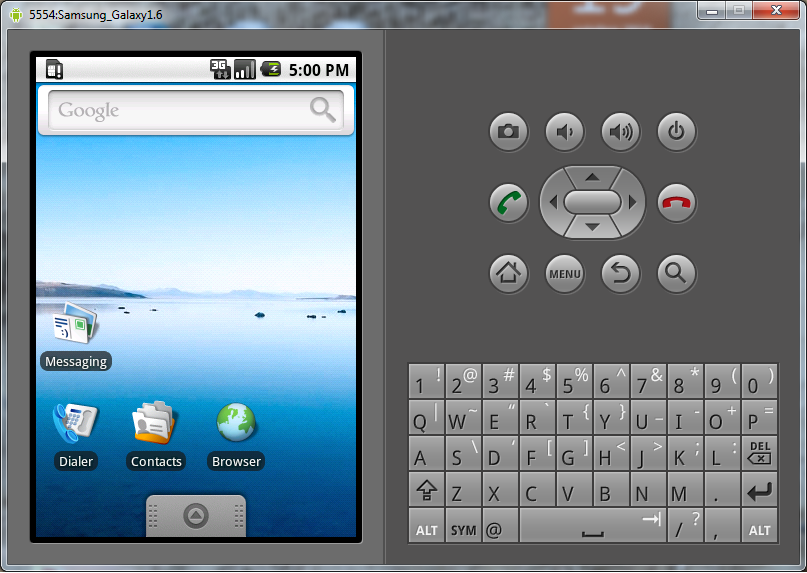 5554:Samsung_Galaxy1.6
3G 5:00 PM
Google
MENU
Messaging
Dialer Contacts Browser
1 ! 2 @ 3 # 4 $ 5 % 6 ^ 7 & 8 * 9 ( 0 )
Q | W ~ E “ R ` T { Y } U _ I - O + P =
A S \ D ‘ F [ G ] H < J > K ; L : DEL
Z X C V B N M .
ALT SYM @ / ? , ALT